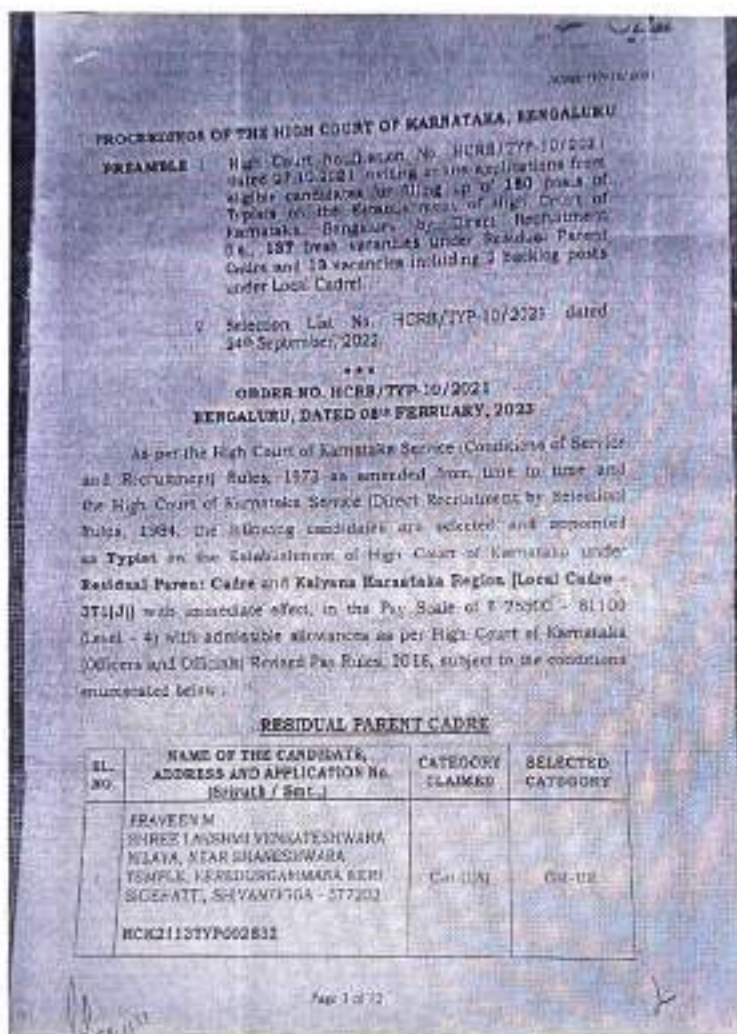 HCRB/TYP-10/2021
PROCEEDINGS OF THE HIGH COURT OF KARNATAKA, BENGALURU
PREAMBLE : High Court Notification No. HCRB/TYP-10/2021
dated 27.10.2021 inviting online applications from
eligible candidates for filling up of 150 posts of
Typists on the Establishment of High Court of
Karnataka, Bengaluru by Direct Recruitment
(i.e., 137 fresh vacancies under Residual Parent
Cadre and 13 vacancies including 3 backlog posts
under Local Cadre)
Selection List No. HCRB/TYP-10/2021 dated
24th September, 2022
***
ORDER NO. HCRB/TYP-10/2021
BENGALURU, DATED 08th FEBRUARY, 2023
As per the High Court of Karnataka Service (Conditions of Service
and Recruitment) Rules, 1973 as amended from time to time and
the High Court of Karnataka Service (Direct Recruitment by Selection)
Rules, 1984, the following candidates are selected and appointed
as Typist on the Establishment of High Court of Karnataka under
Residual Parent Cadre and Kalyana Karnataka Region [Local Cadre -
371(J)] with immediate effect, in the Pay Scale of ₹ - 81100
(Level - 4) with admissible allowances as per High Court of Karnataka
(Officers and Officials) Revised Pay Rules, 2018, subject to the conditions
enumerated below :
RESIDUAL PARENT CADRE
SL. NO.
NAME OF THE CANDIDATE, ADDRESS AND APPLICATION No. (Sriyuth / Smt.,)
CATEGORY CLAIMED
SELECTED CATEGORY
PRAVEEN M
SHREE LAKSHMI VENKATESHWARA
NILAYA, NEAR SHANESHWARA
TEMPLE, KERI
SHIVAMOGGA - 577202
HCK2113TYP002832
Page 1 of 12